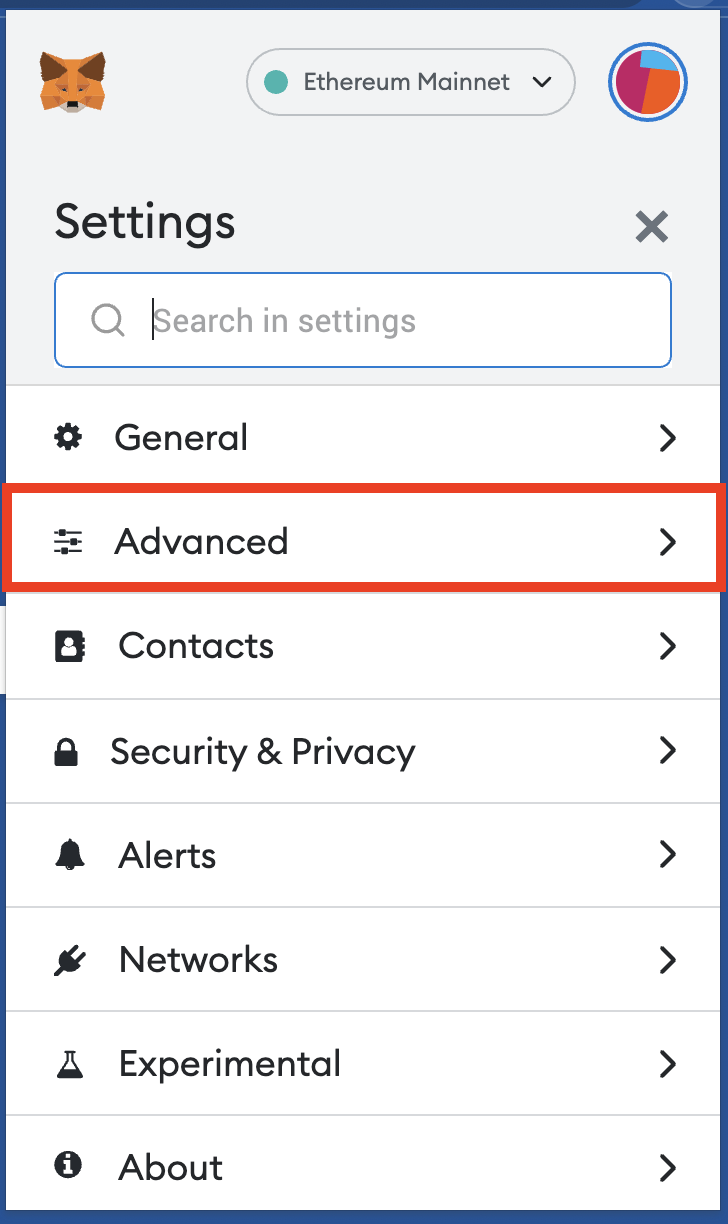 Ethereum Mainnet
Settings
Search in settings
General
Advanced
Contacts
Security & Privacy
Alerts
Networks
Experimental
About